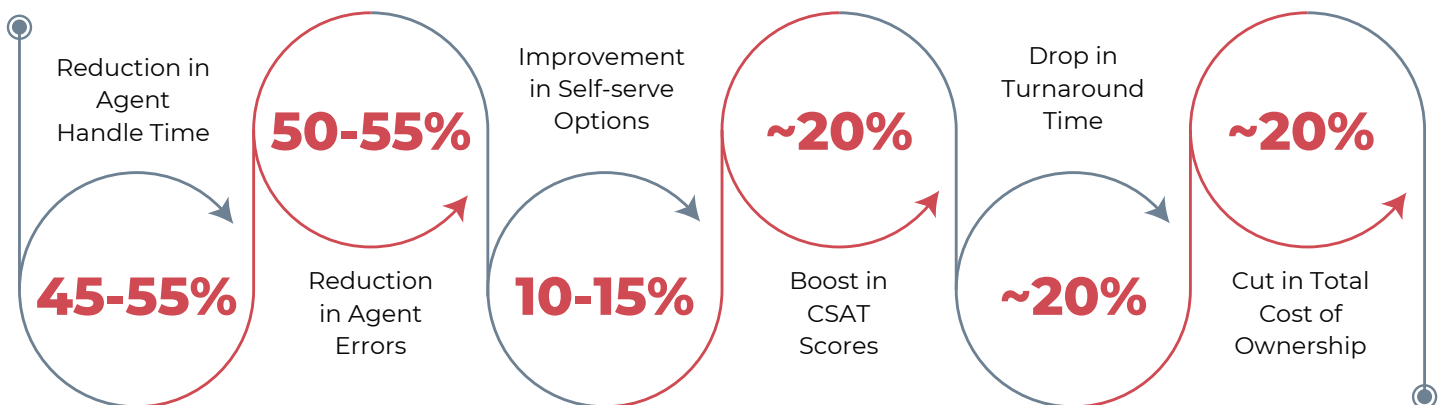 Reduction in
Agent
Handle Time
45-55%
50-55%
Reduction
in Agent
Errors
Improvement
in Self-serve
Options
10-15%
~20%
Boost in
CSAT
Scores
Drop in
Turnaround
Time
~20%
~20%
Cut in Total
Cost of
Ownership